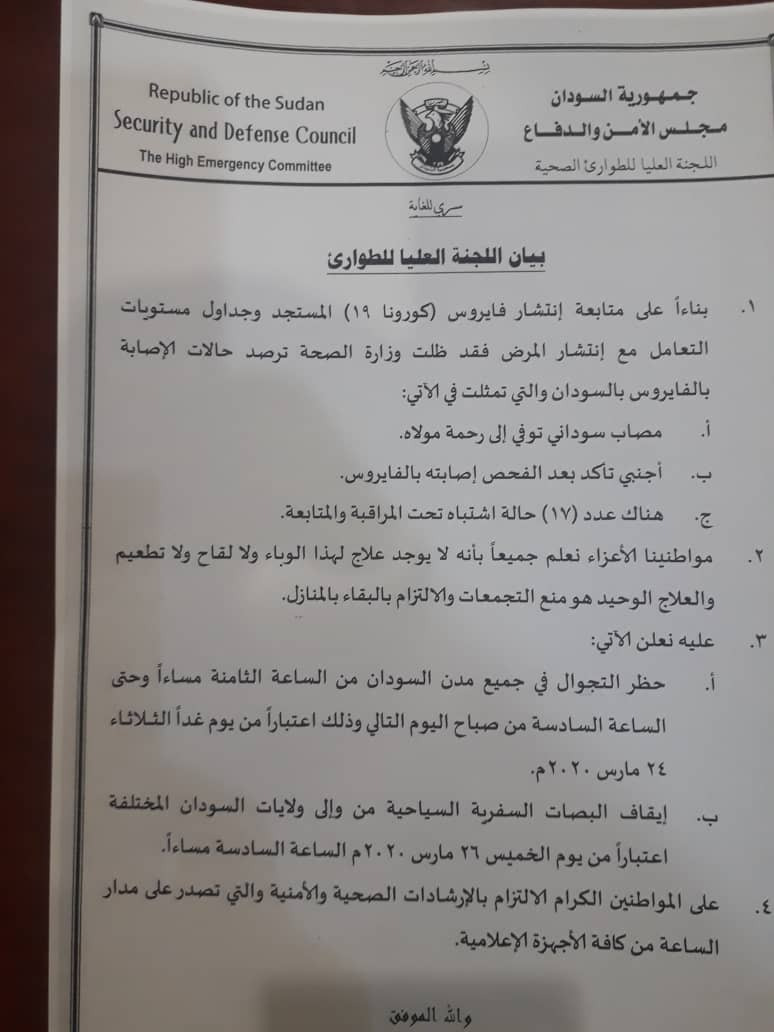 بسم الله الرحمن الرحيم
جمهورية السودان
مجلس الأمن والدفاع
اللجنة العليا للطوارئ الصحية
Republic of the Sudan
Security and Defense Council
The High Emergency Committee
سري للغاية
بيان اللجنة العليا للطوارئ
١. بناءاً على متابعة إنتشار فايروس (كورونا ١٩) المستجد وجداول مستويات
التعامل مع إنتشار المرض فقد ظلت وزارة الصحة ترصد حالات الإصابة
بالفايروس بالسودان والتي تمثلت في الآتي:
أ. مصاب سوداني توفي إلى رحمة مولاه.
ب. أجنبي تأكد بعد الفحص إصابته بالفايروس.
ج. هناك عدد (١٧) حالة اشتباه تحت المراقبة والمتابعة.
٢. مواطنينا الأعزاء نعلم جميعاً بأنه لا يوجد علاج لهذا الوباء ولا لقاح ولا تطعيم
والعلاج الوحيد هو منع التجمعات والالتزام بالبقاء بالمنازل.
٣. عليه نعلن الآتي:
أ. حظر التجوال في جميع مدن السودان من الساعة الثامنة مساءاً وحتى
الساعة السادسة من صباح اليوم التالي وذلك اعتباراً من يوم غداً الثلاثاء
٢٤ مارس ٢٠٢٠م.
ب. إيقاف البصات السفرية السياحية من وإلى ولايات السودان المختلفة
اعتباراً من يوم الخميس ٢٦ مارس ٢٠٢٠م الساعة السادسة مساءاً.
٤. على المواطنين الكرام الالتزام بالإرشادات الصحية والأمنية والتي تصدر على مدار
الساعة من كافة الأجهزة الإعلامية.
والله الموفق